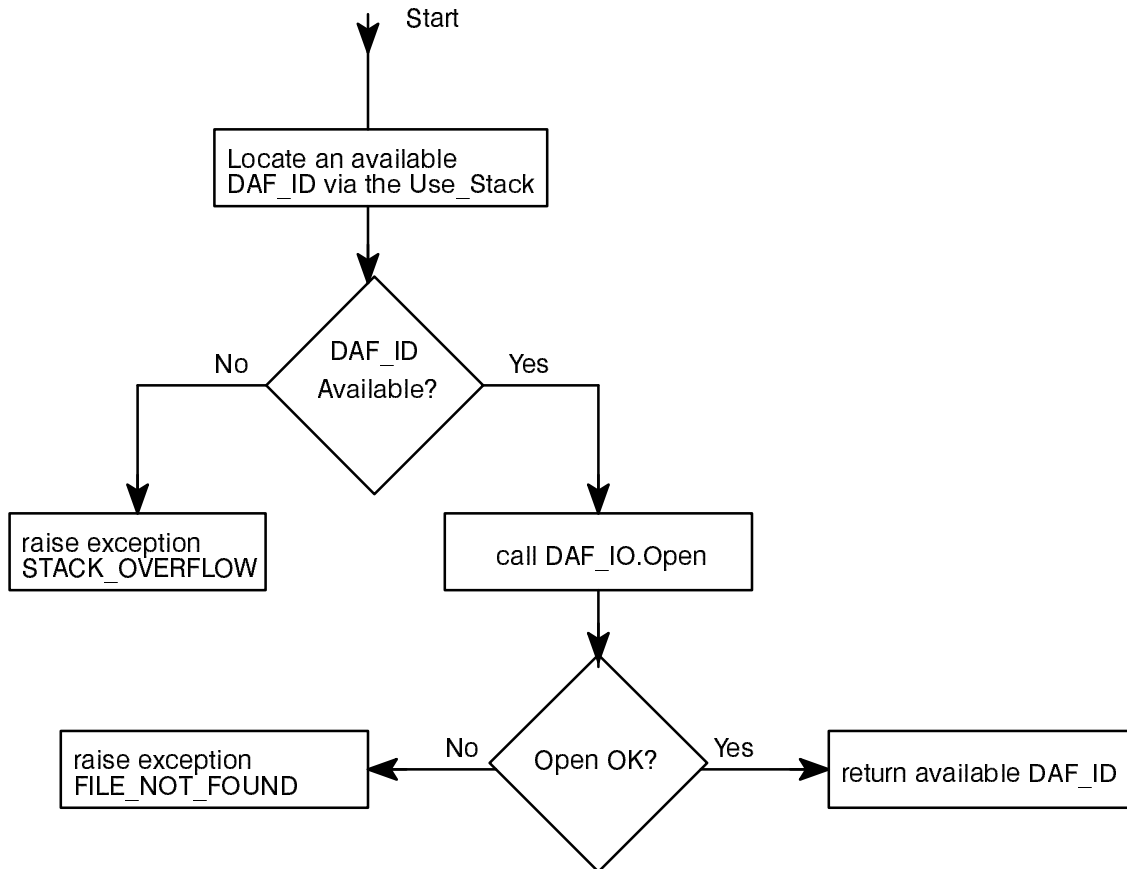 Start
Locate an available
DAF_ID via the Use_Stack
DAF_ID
Available?
No
Yes
raise exception
STACK_OVERFLOW
call DAF_IO.Open
Open OK?
No
Yes
raise exception
FILE_NOT_FOUND
return available DAF_ID